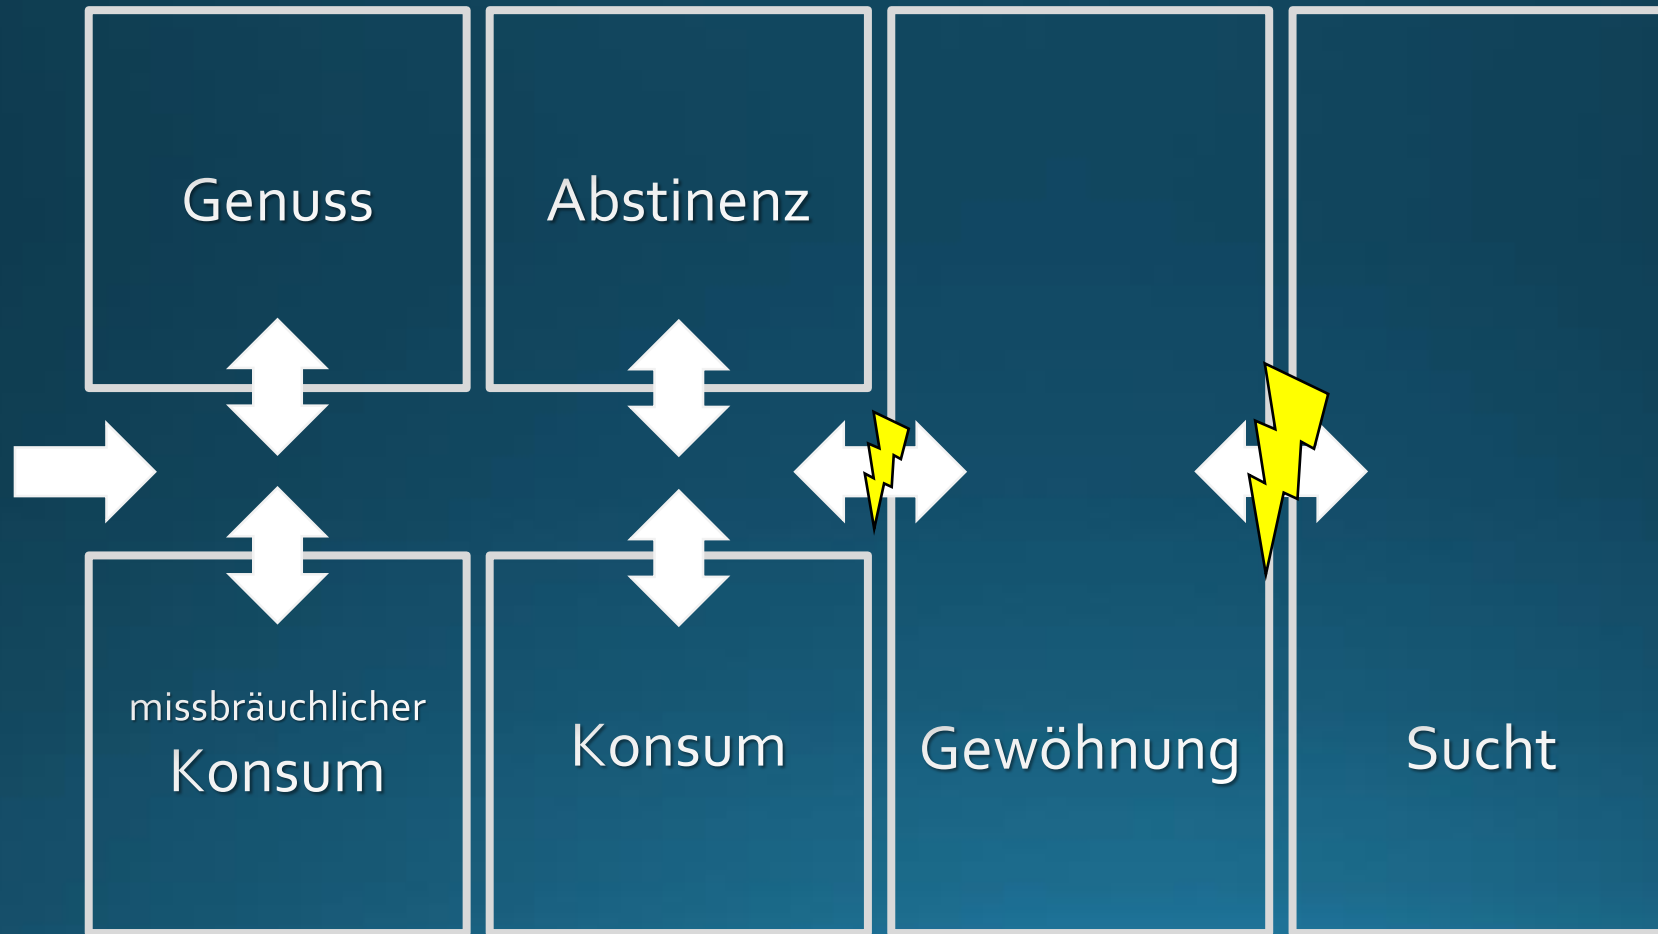 Genuss
Abstinenz
missbräuchlicher
Konsum
Konsum
Gewöhnung
Sucht